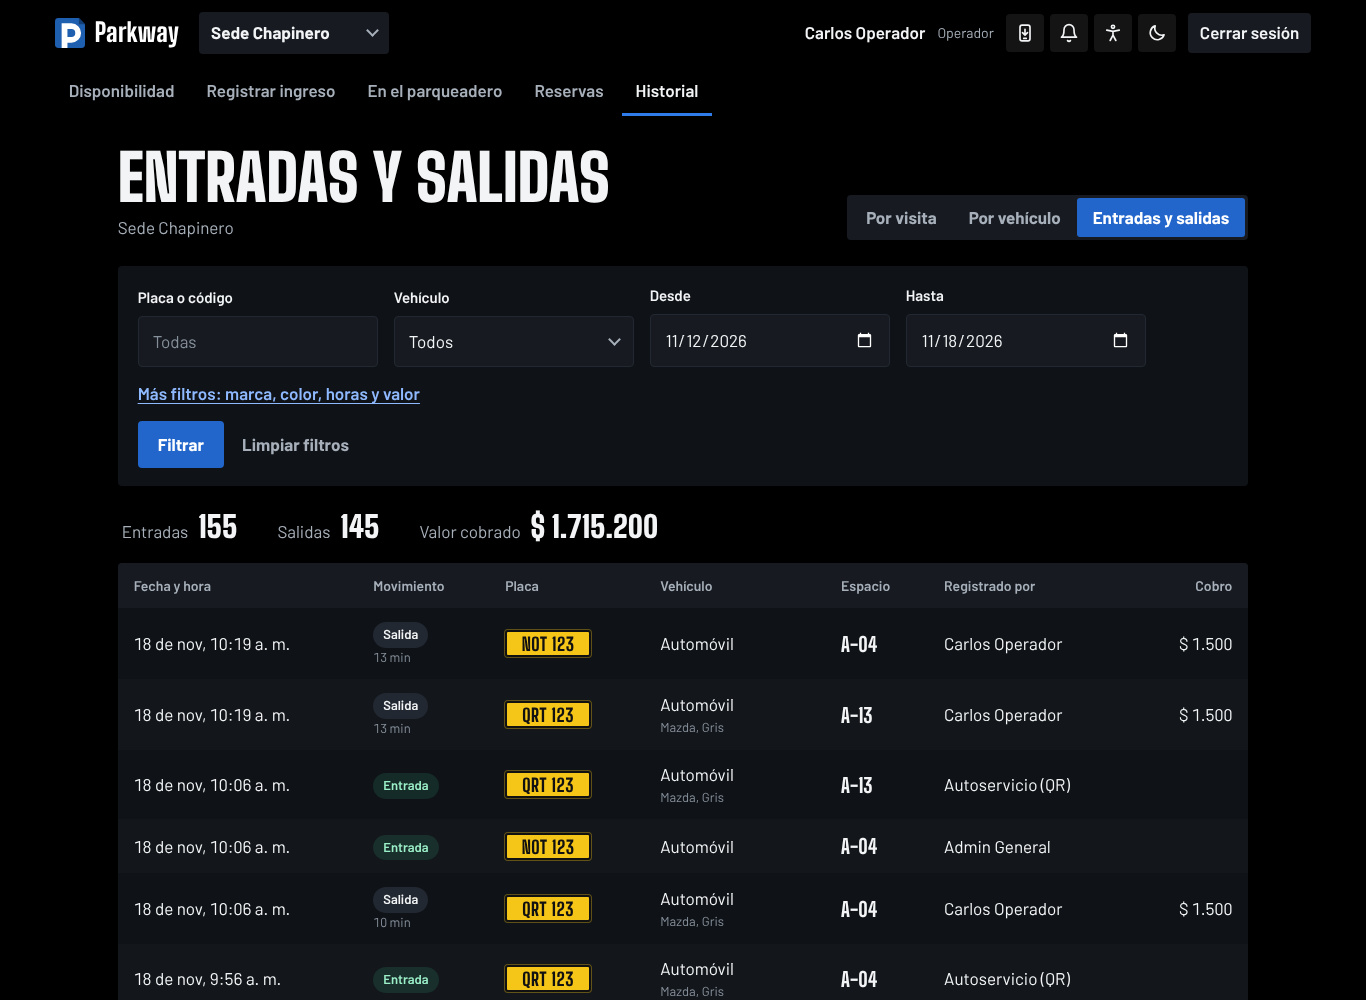 Parkway
Sede Chapinero
Carlos Operador Operador
Cerrar sesión
Disponibilidad Registrar ingreso En el parqueadero Reservas Historial
ENTRADAS Y SALIDAS
Sede Chapinero
Por visita Por vehículo Entradas y salidas
Placa o código Vehículo Desde Hasta
Todas Todos 11/12/2026 11/18/2026
Más filtros: marca, color, horas y valor
Filtrar Limpiar filtros
Entradas 155 Salidas 145 Valor cobrado $ 1.715.200
Fecha y hora Movimiento Placa Vehículo Espacio Registrado por Cobro
18 de nov, 10:19 a. m. Salida NOT 123 Automóvil A-04 Carlos Operador $ 1.500
13 min
18 de nov, 10:19 a. m. Salida QRT 123 Automóvil A-13 Carlos Operador $ 1.500
13 min Mazda, Gris
18 de nov, 10:06 a. m. Entrada QRT 123 Automóvil A-13 Autoservicio (QR)
Mazda, Gris
18 de nov, 10:06 a. m. Entrada NOT 123 Automóvil A-04 Admin General
18 de nov, 10:06 a. m. Salida QRT 123 Automóvil A-04 Carlos Operador $ 1.500
10 min Mazda, Gris
18 de nov, 9:56 a. m. Entrada QRT 123 Automóvil A-04 Autoservicio (QR)
Mazda, Gris